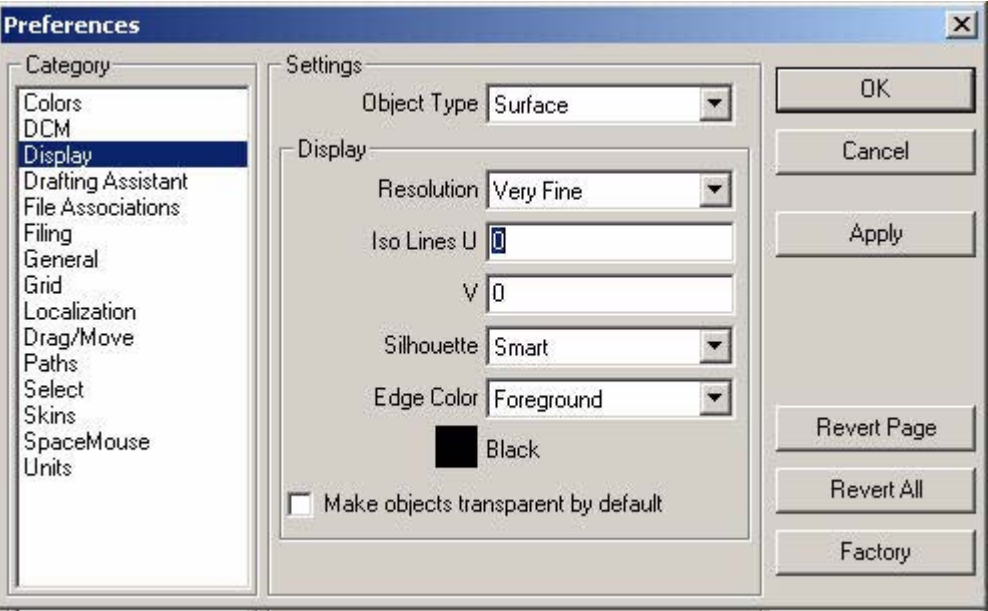 Preferences
Category
Colors
DCM
Display
Drafting Assistant
File Associations
Filing
General
Grid
Localization
Drag/Move
Paths
Select
Skins
SpaceMouse
Units
Settings
Object Type Surface
Display
Resolution Very Fine
Iso Lines U 0
V 0
Silhouette Smart
Edge Color Foreground
Black
Make objects transparent by default
OK
Cancel
Apply
Revert Page
Revert All
Factory